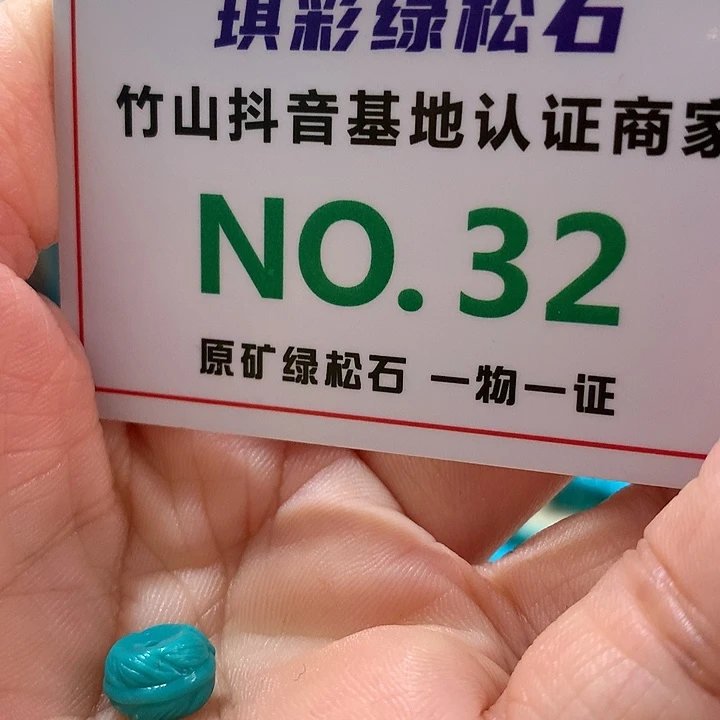 琪彩绿松石
竹山抖音基地认证商家
NO.32
原矿绿松石 一物一证